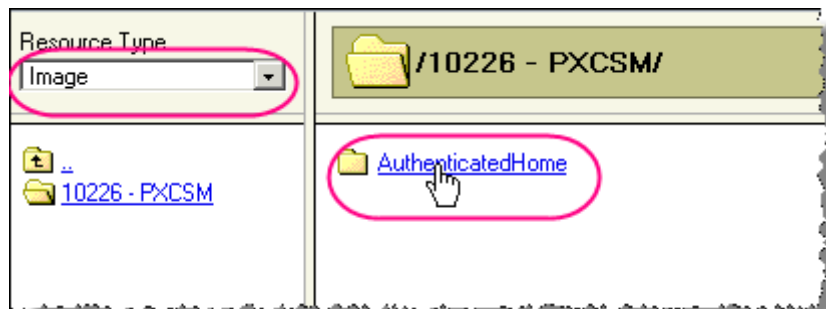 Resource Type
Image
/10226 - PXCSM/
..
10226 - PXCSM
AuthenticatedHome